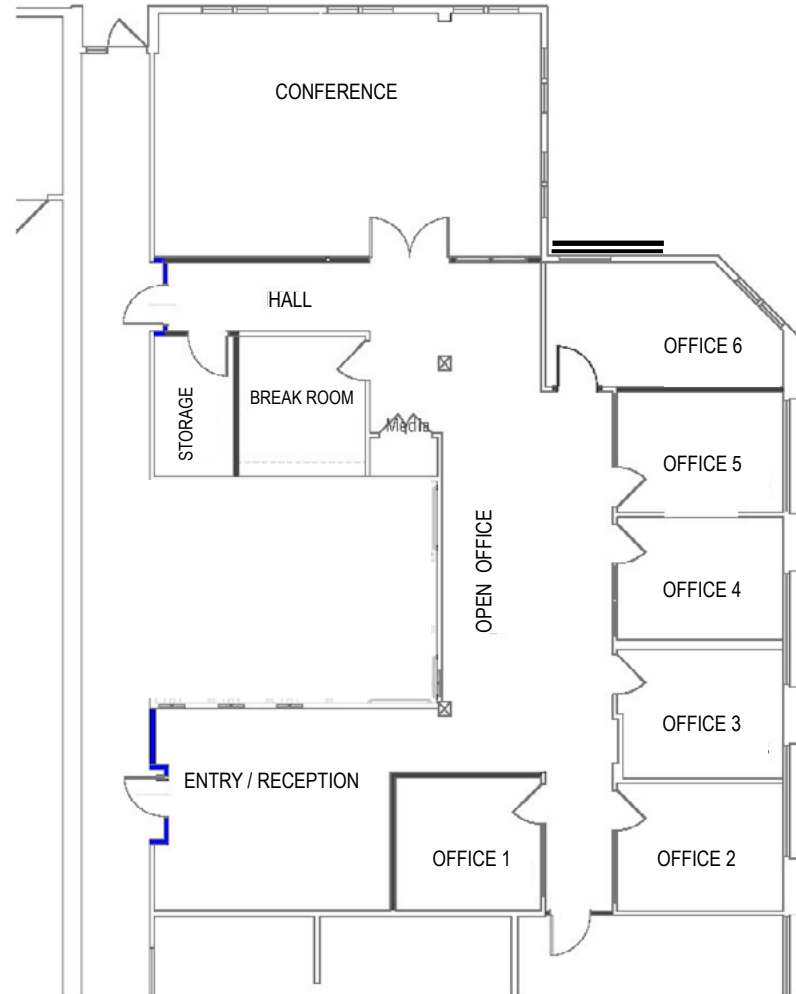 CONFERENCE
HALL
OFFICE 6
STORAGE
BREAK ROOM
Media
OFFICE 5
OPEN OFFICE
OFFICE 4
OFFICE 3
ENTRY / RECEPTION
OFFICE 1
OFFICE 2